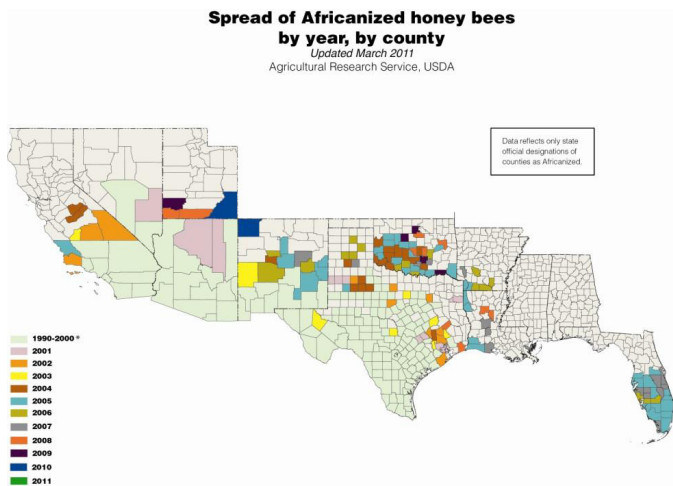 Spread of Africanized honey bees
by year, by county
Updated March 2011
Agricultural Research Service, USDA
Data reflects only state
official designations of
counties as Africanized.
1990-2000 *
2001
2002
2003
2004
2005
2006
2007
2008
2009
2010
2011